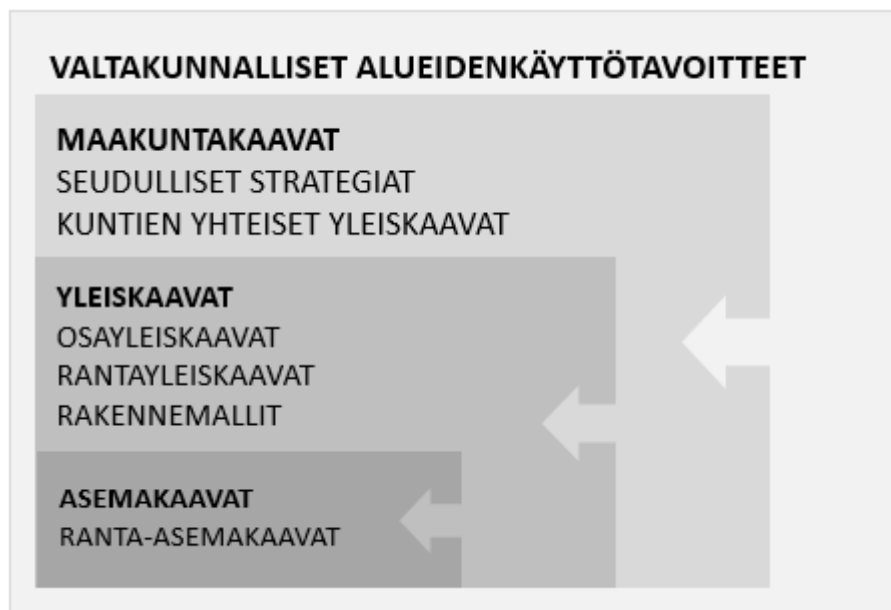 VALTAKUNNALLISET ALUEIDENKÄYTTÖTAVOITTEET
MAAKUNTAKAAVAT
SEUDULLISET STRATEGIAT
KUNTIEN YHTEISET YLEISKAAVAT
YLEISKAAVAT
OSAYLEISKAAVAT
RANTAYLEISKAAVAT
RAKENNEMALLIT
ASEMAKAAVAT
RANTA-ASEMAKAAVAT